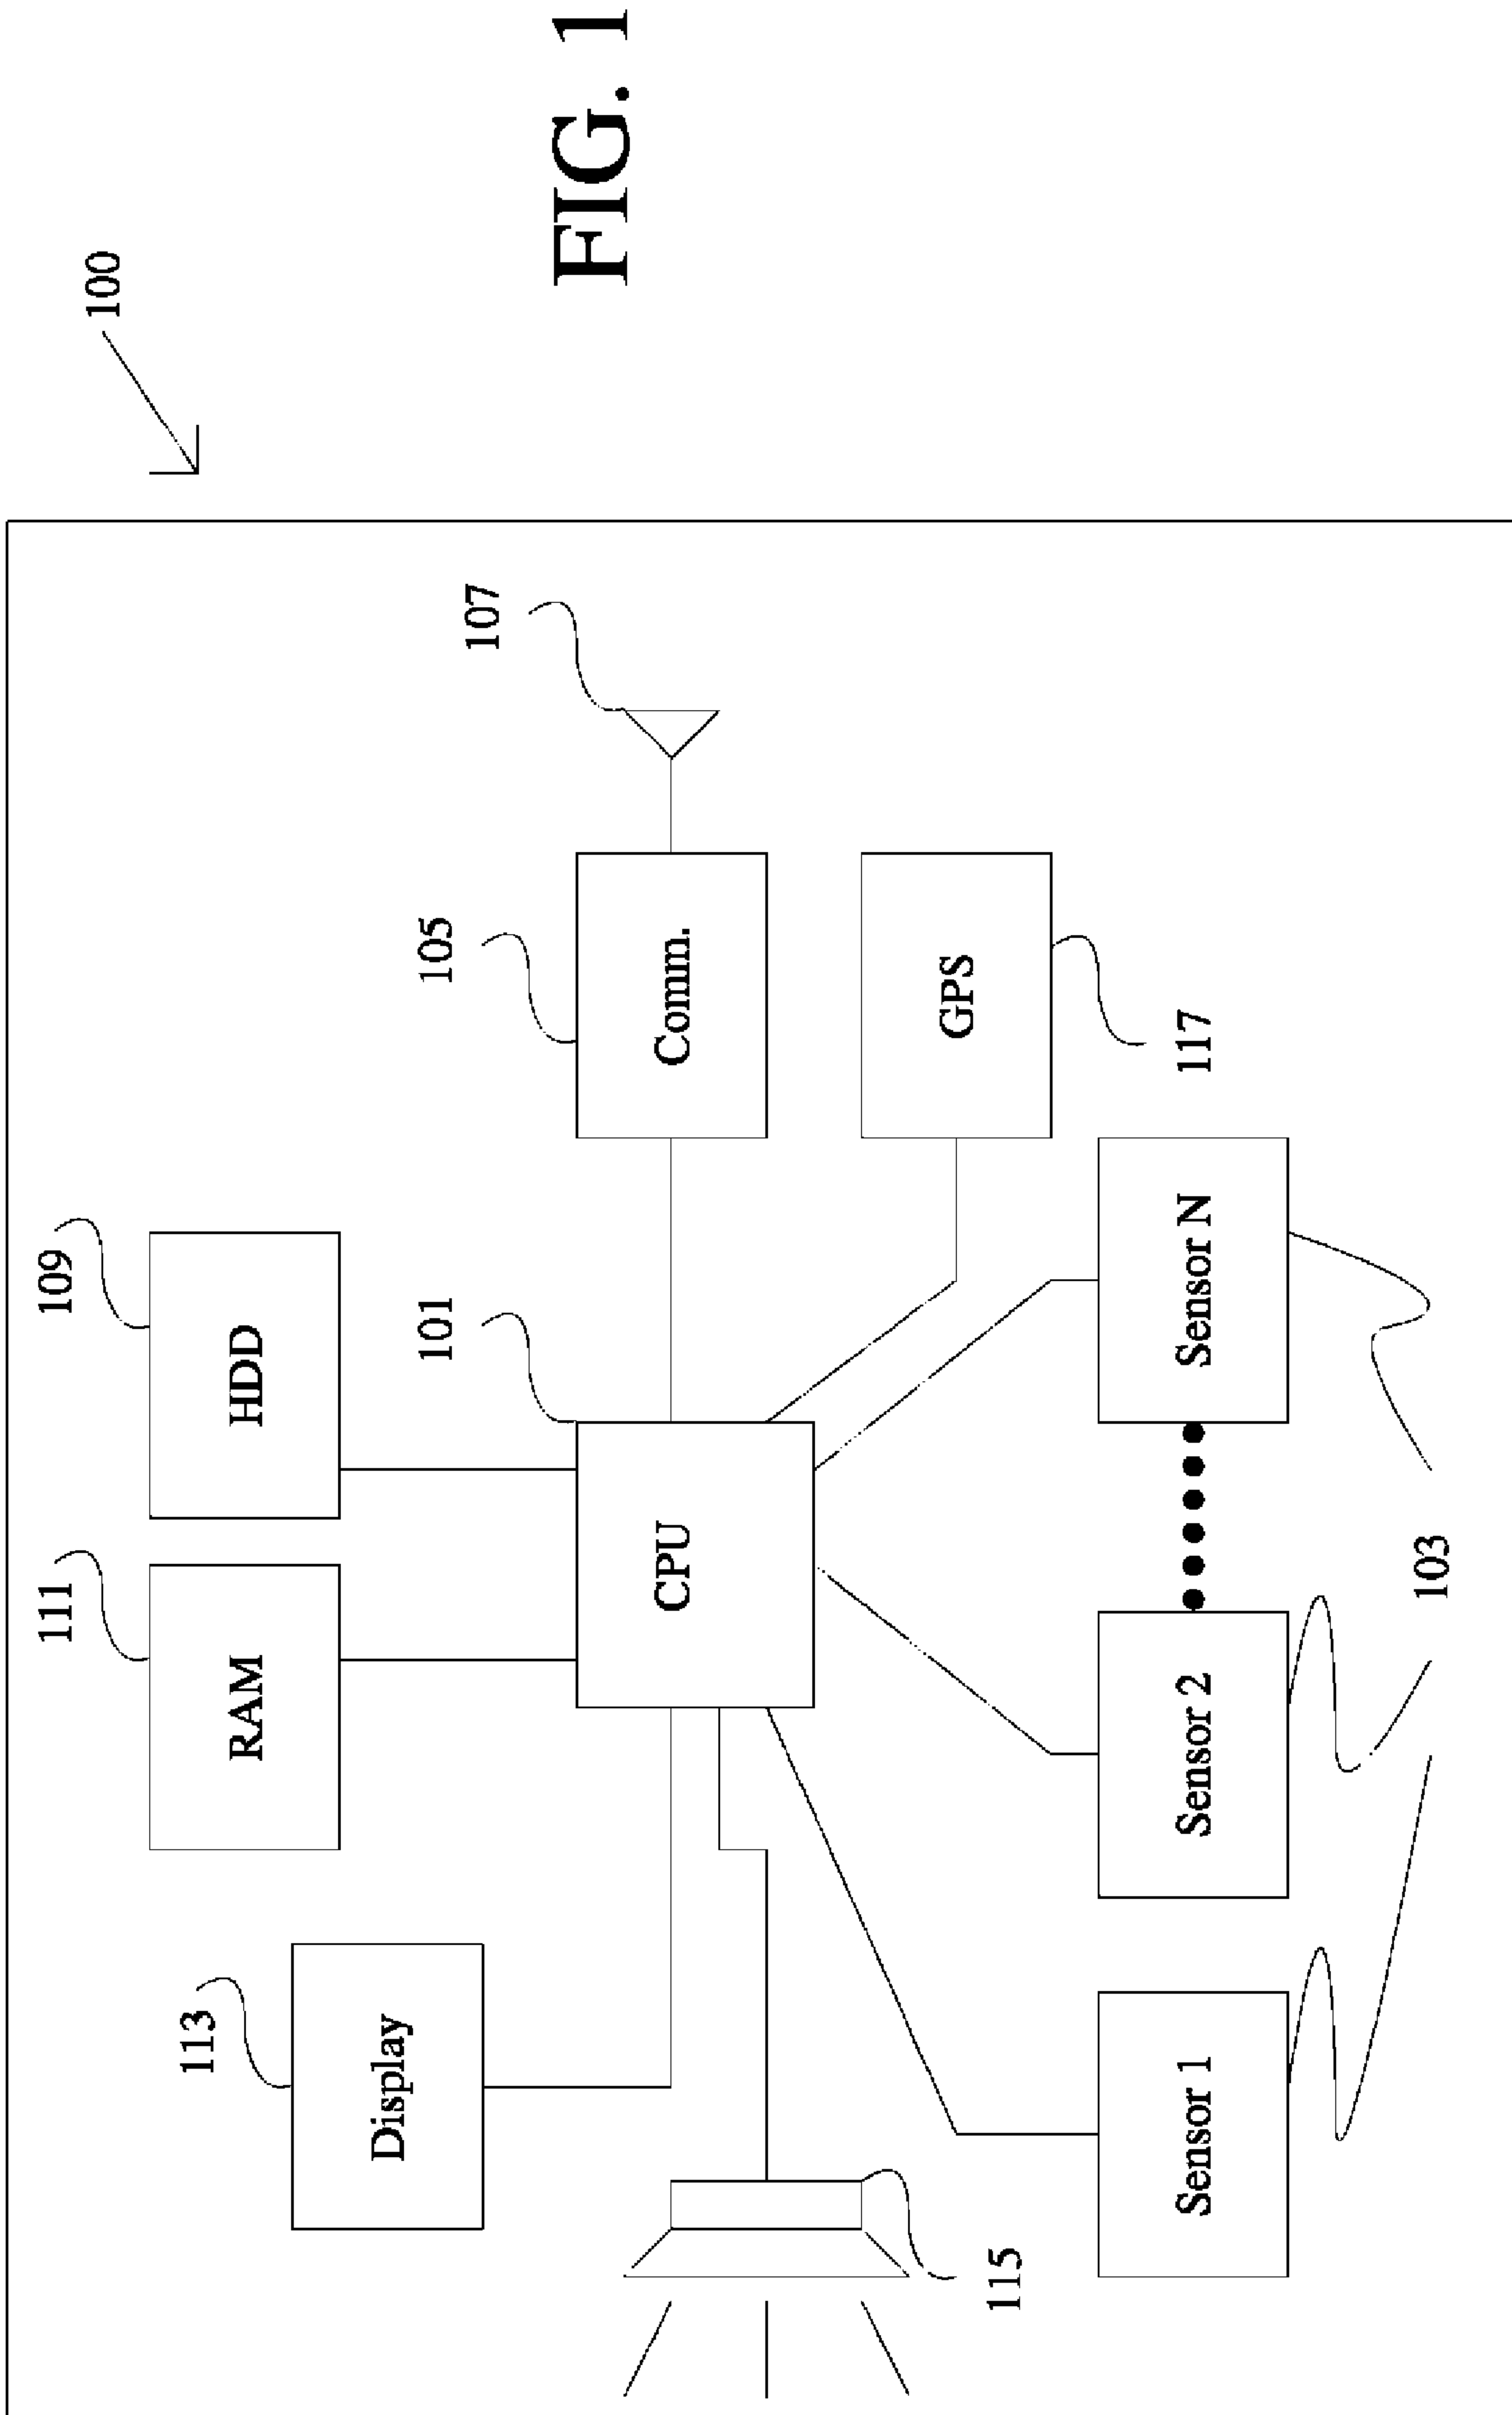 100
111
109
RAM
HDD
113
Display
101
105
107
CPU
Comm.
115
GPS
117
Sensor 1
Sensor 2
Sensor N
103
FIG. 1